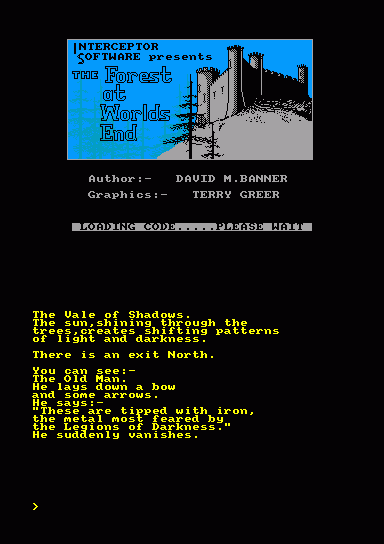 INTERCEPTOR
SOFTWARE presents
THE Forest
at
Worlds
End
Author:- DAVID M.BANNER
Graphics:- TERRY GREER
LOADING CODE.....PLEASE WAIT
The Vale of Shadows.
The sun,shining through the
trees,creates shifting patterns
of light and darkness.
There is an exit North.
You can see:-
The Old Man.
He lays down a bow
and some arrows.
He says:-
"These are tipped with iron,
the metal most feared by
the Legions of Darkness."
He suddenly vanishes.
>